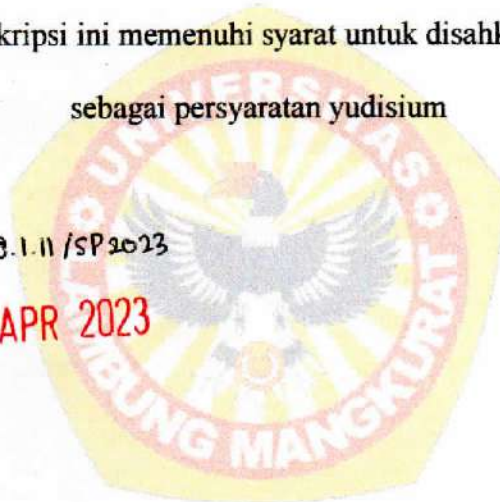 kripsi ini memenuhi syarat untuk disahk
sebagai persyaratan yudisium
UNIVERSITAS
LAMBUNG MANGKURAT
3.1.11/SP2023
APR 2023